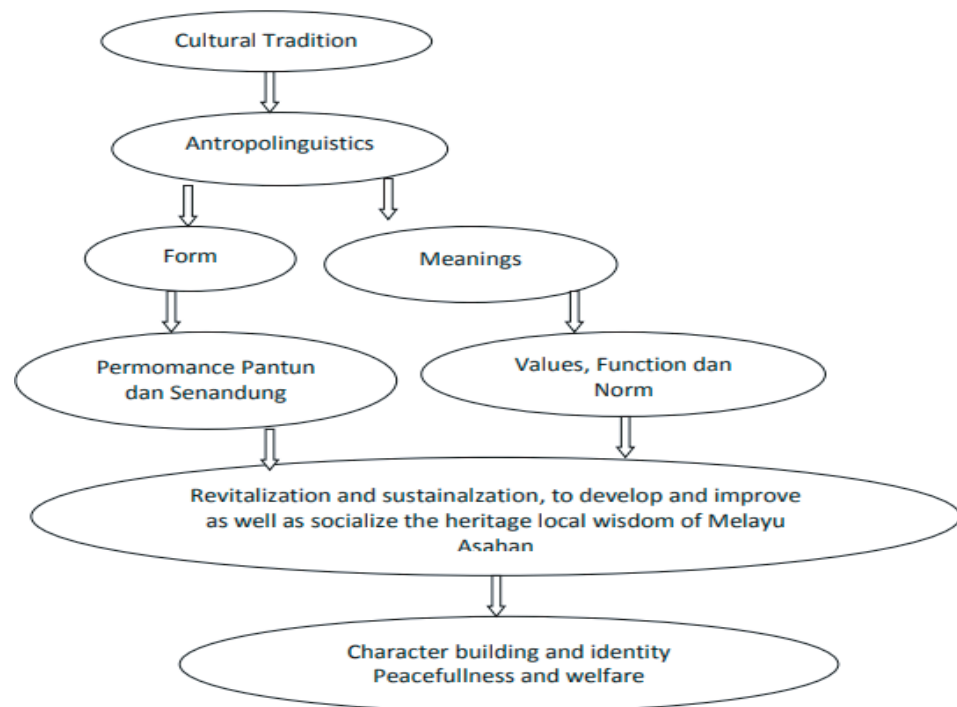 Cultural Tradition
Antropolinguistics
Form
Meanings
Permomance Pantun
dan Senandung
Values, Function dan
Norm
Revitalization and sustainalzation, to develop and improve
as well as socialize the heritage local wisdom of Melayu
Asahan
Character building and identity
Peacefullness and welfare